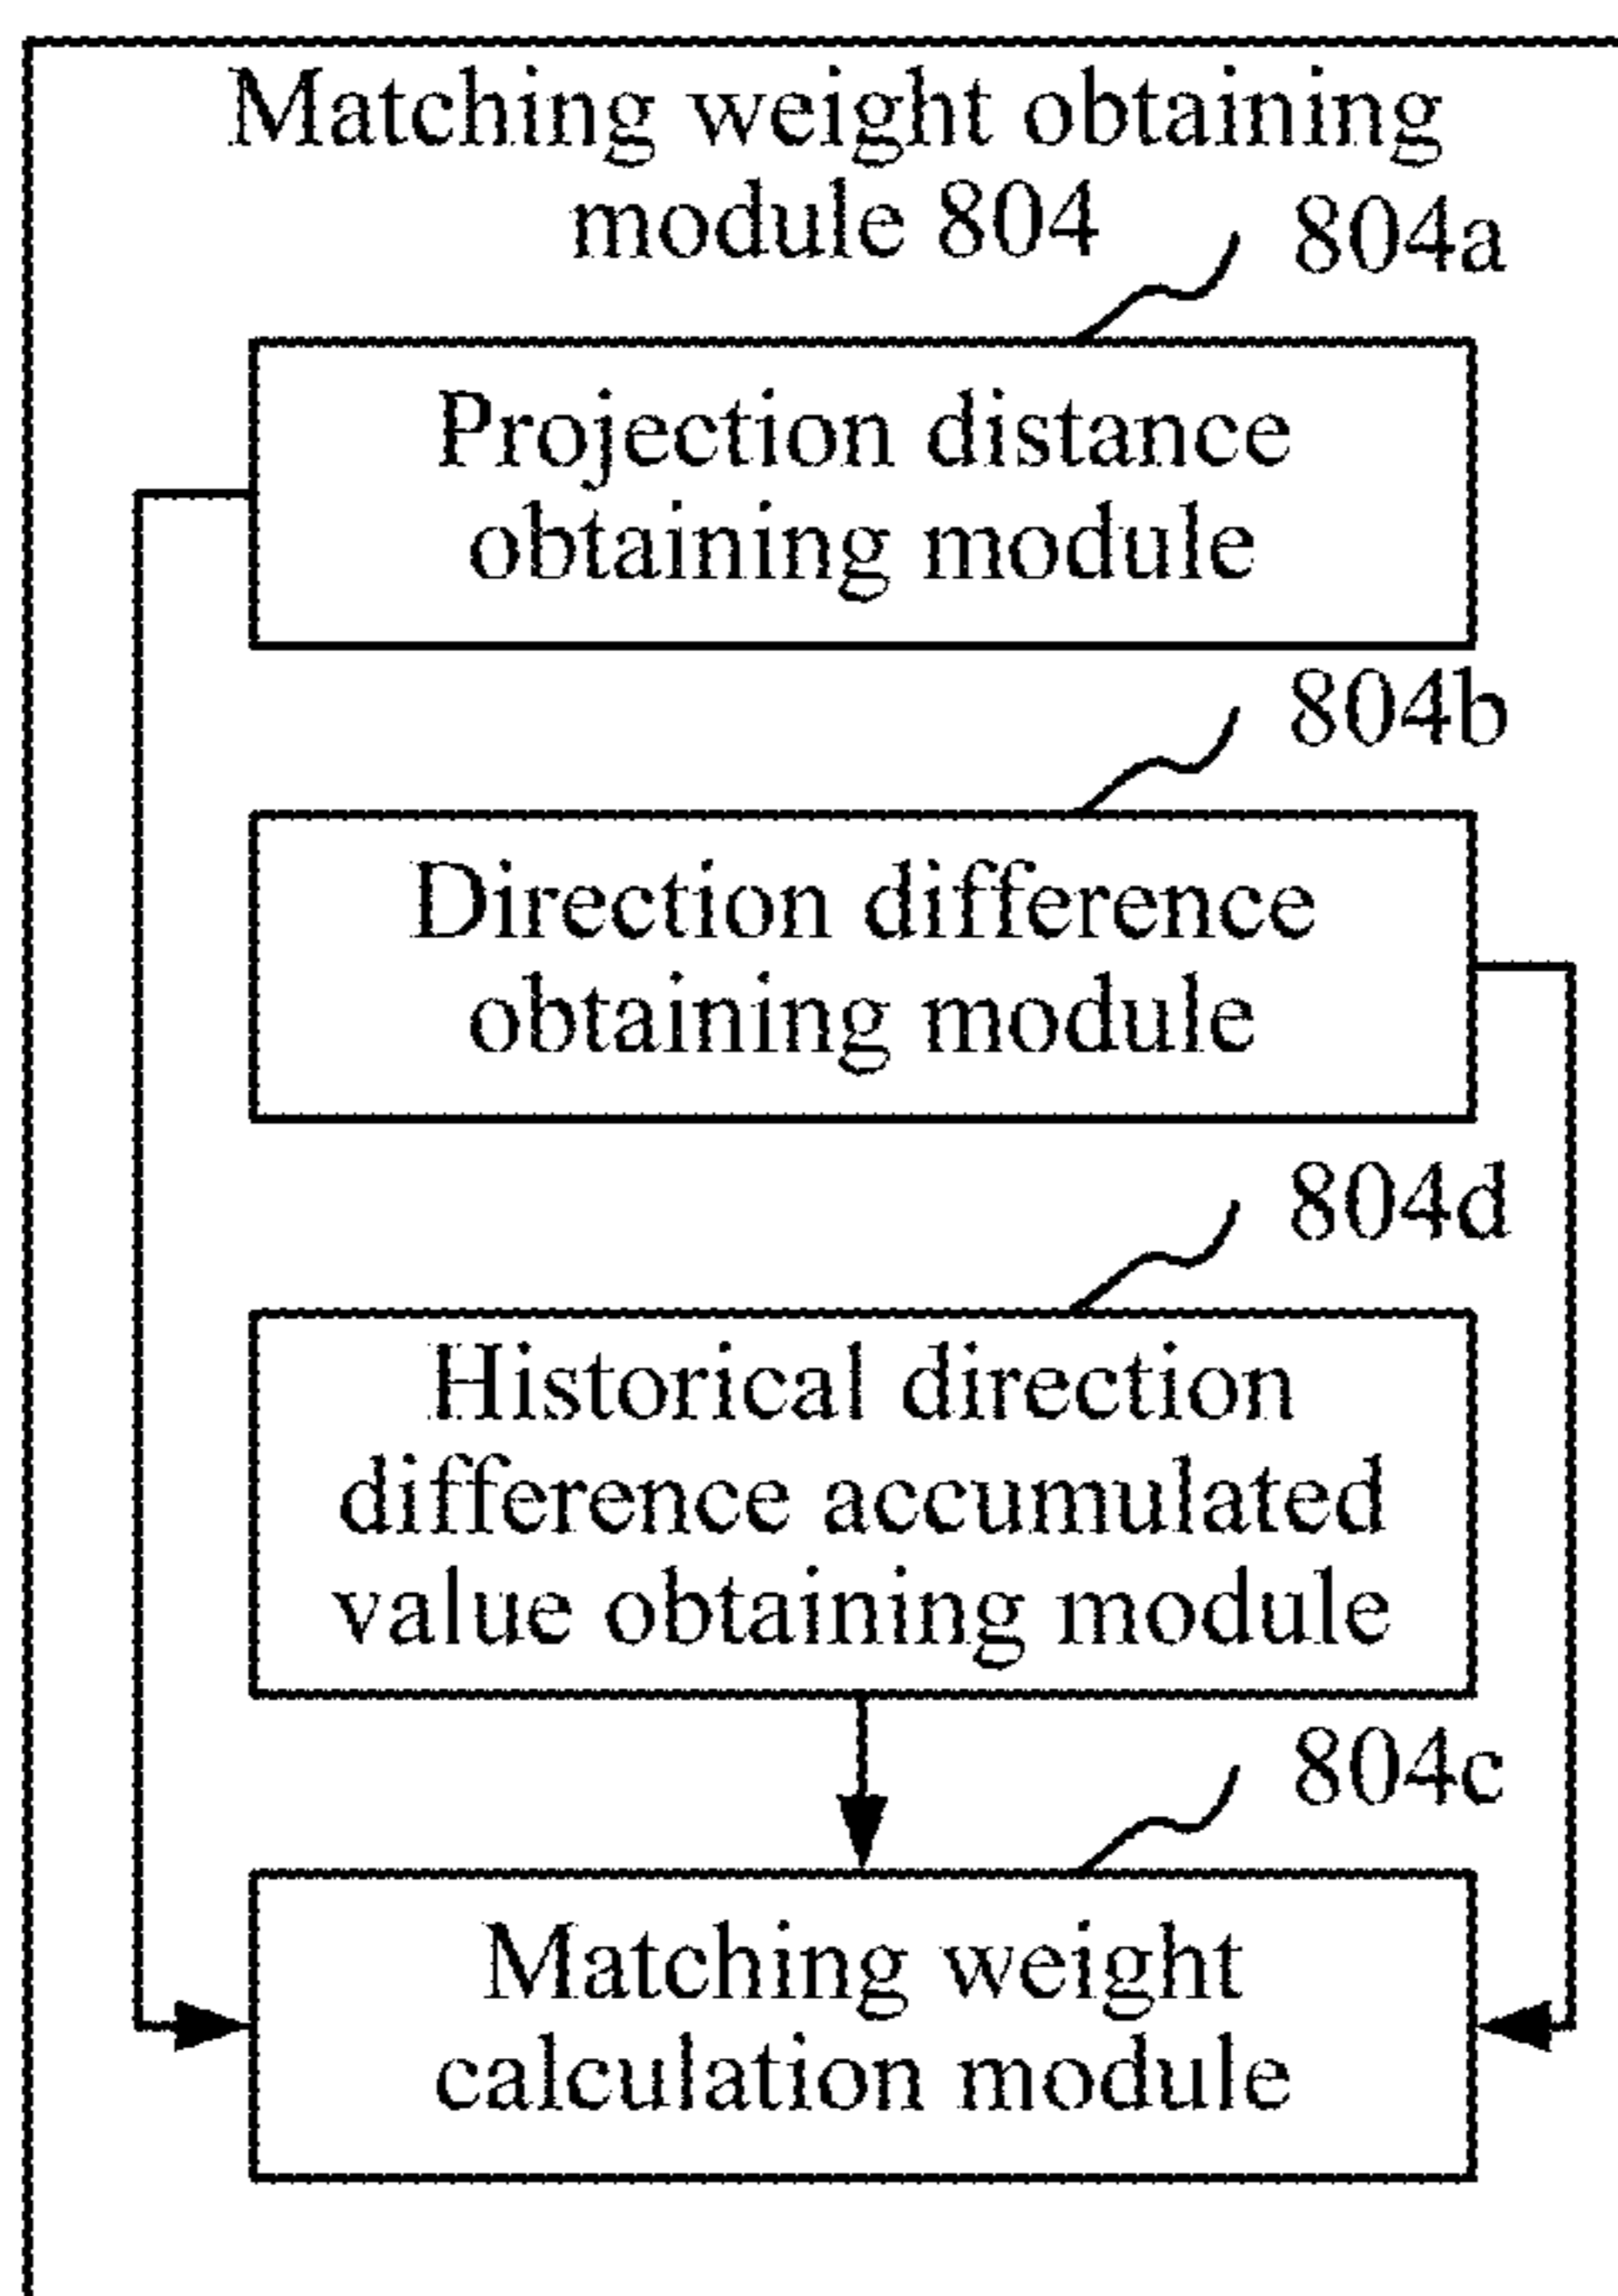 Matching weight obtaining
module 804
804a
Projection distance
obtaining module
804b
Direction difference
obtaining module
804d
Historical direction
difference accumulated
value obtaining module
804c
Matching weight
calculation module